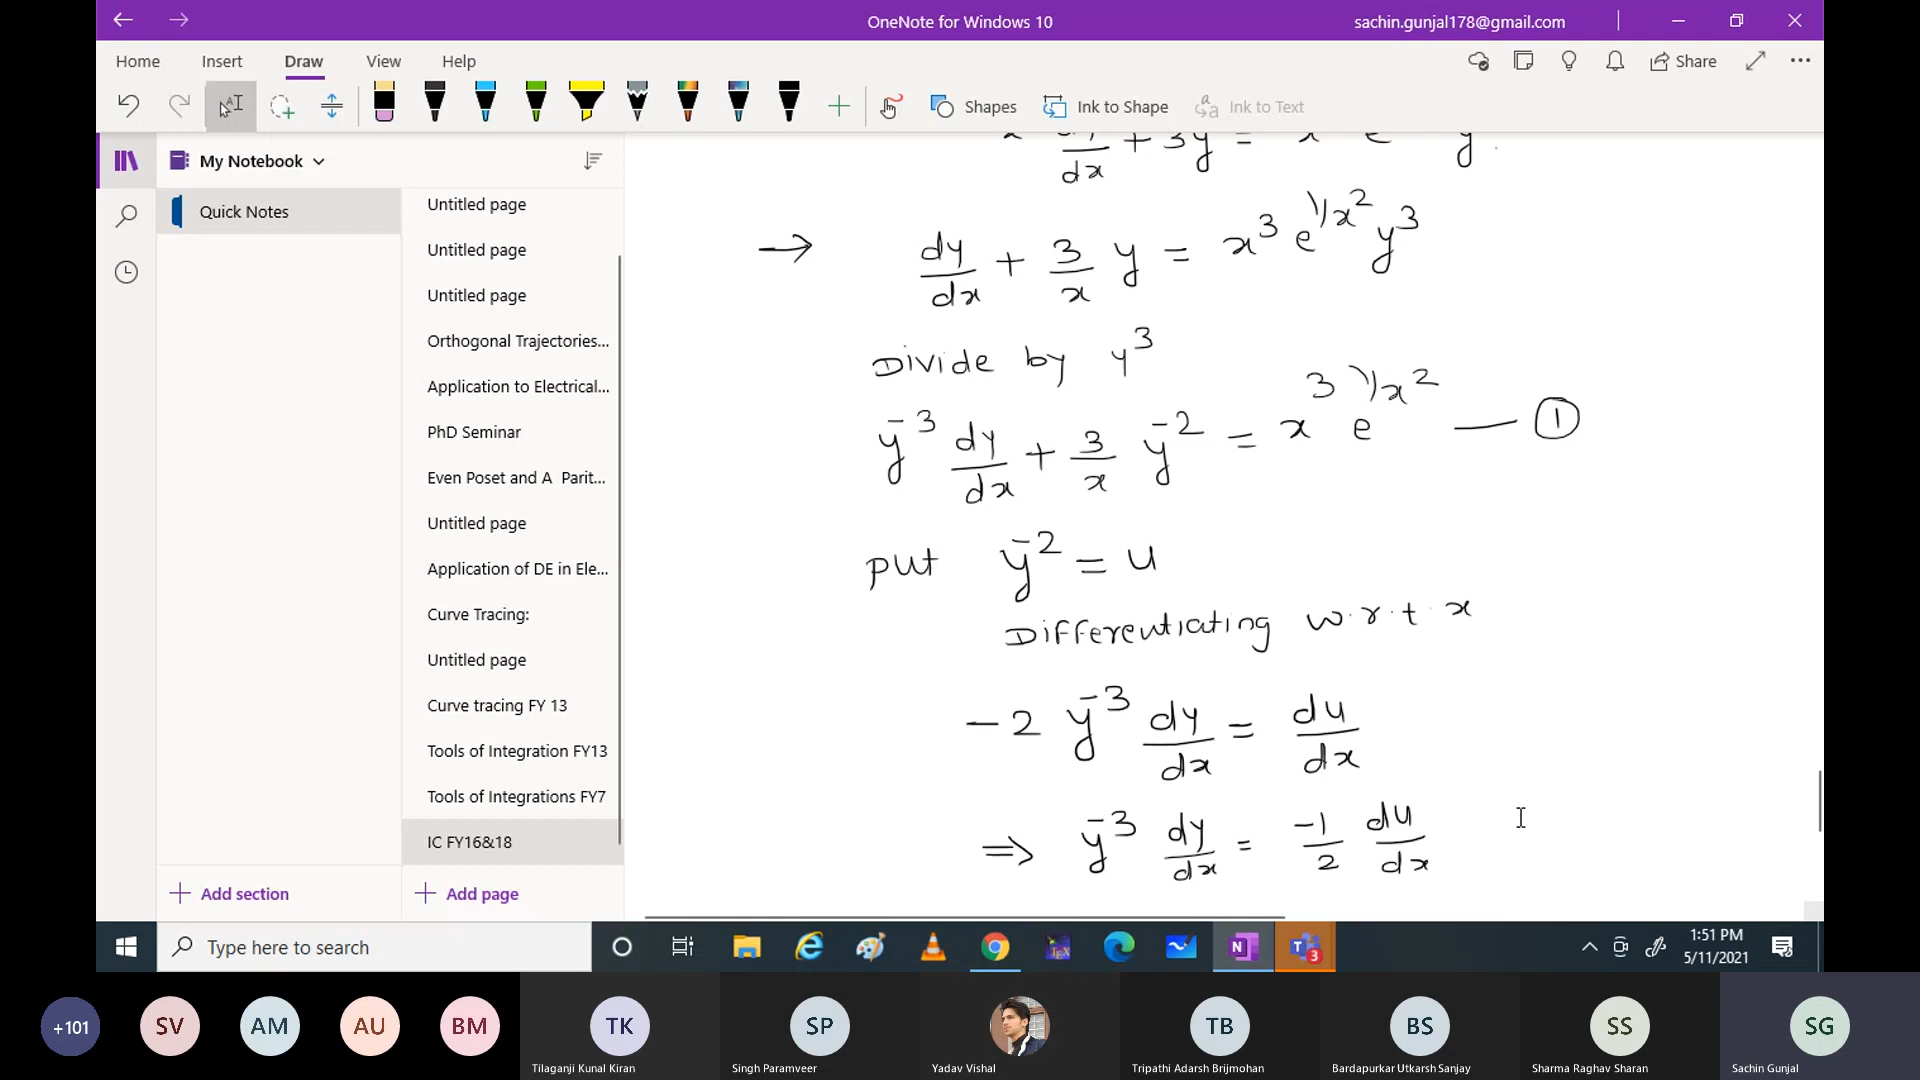 OneNote for Windows 10
sachin.gunjal178@gmail.com
Home Insert Draw View Help
Share
Shapes
Ink to Shape
Ink to Text
My Notebook
Quick Notes
Untitled page
Untitled page
Untitled page
Orthogonal Trajectories...
Application to Electrical...
PhD Seminar
Even Poset and A Parit...
Untitled page
Application of DE in Ele...
Curve Tracing:
Untitled page
Curve tracing FY 13
Tools of Integration FY13
Tools of Integrations FY7
IC FY16&18
+ Add section
+ Add page
dx + 3y = x e y
→ dy/dx + 3/x y = x³ e^(1/x²) y³
Divide by y³
y⁻³ dy/dx + 3/x y⁻² = x³ e^(1/x²) — ①
put y⁻² = u
Differentiating w.r.t. x
-2 y⁻³ dy/dx = du/dx
⇒ y⁻³ dy/dx = -1/2 du/dx
Type here to search
1:51 PM
5/11/2021
3
+101 SV AM AU BM TK SP TB BS SS SG
Tilaganji Kunal Kiran
Singh Paramveer
Yadav Vishal
Tripathi Adarsh Brijmohan
Bardapurkar Utkarsh Sanjay
Sharma Raghav Sharan
Sachin Gunjal